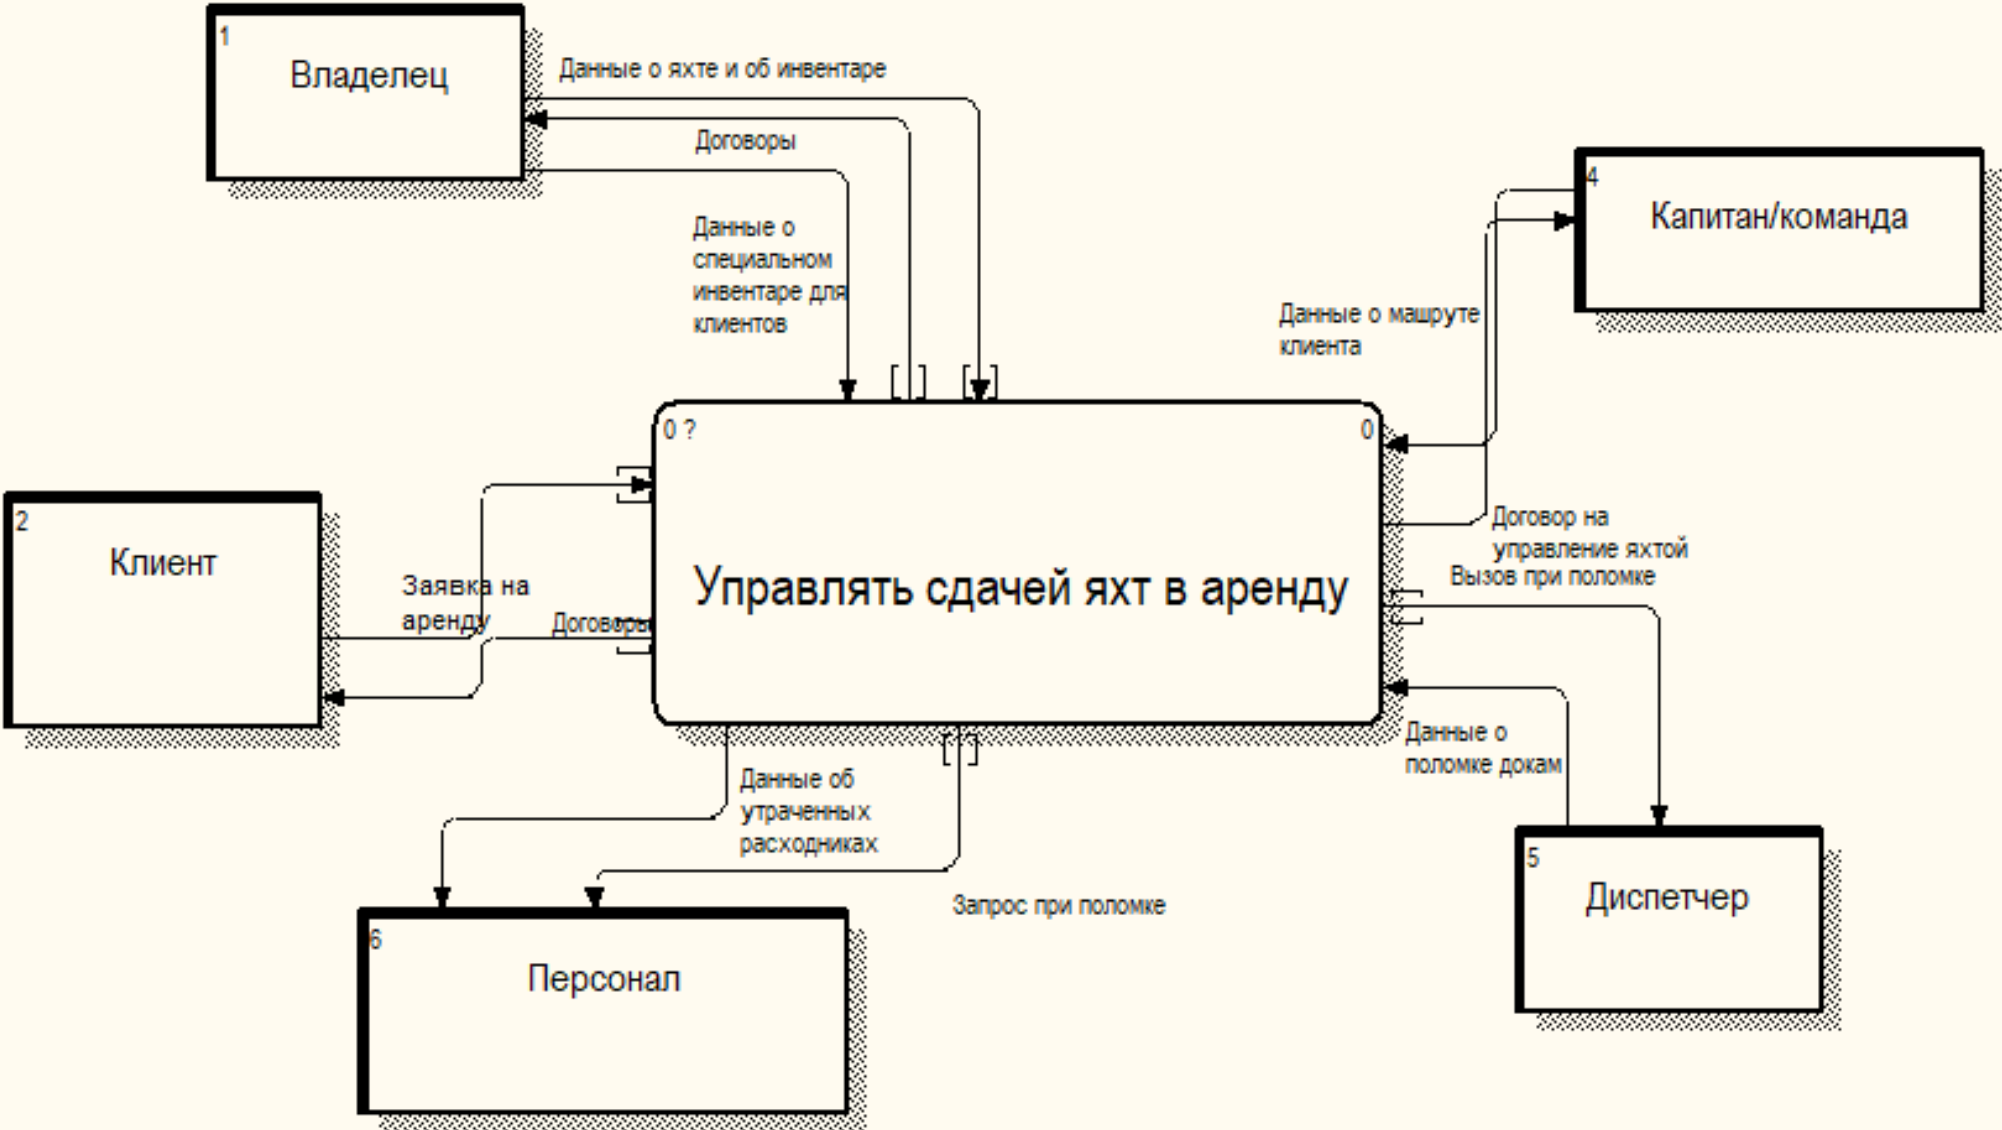 1
Владелец
Данные о яхте и об инвентаре
Договоры
Данные о
специальном
инвентаре для
клиентов
4
Капитан/команда
Данные о машруте
клиента
0 ?
0
Управлять сдачей яхт в аренду
2
Клиент
Заявка на
аренду
Договоры
Договор на
управление яхтой
Вызов при поломке
Данные о
поломке докам
Данные об
утраченных
расходниках
Запрос при поломке
5
Диспетчер
6
Персонал